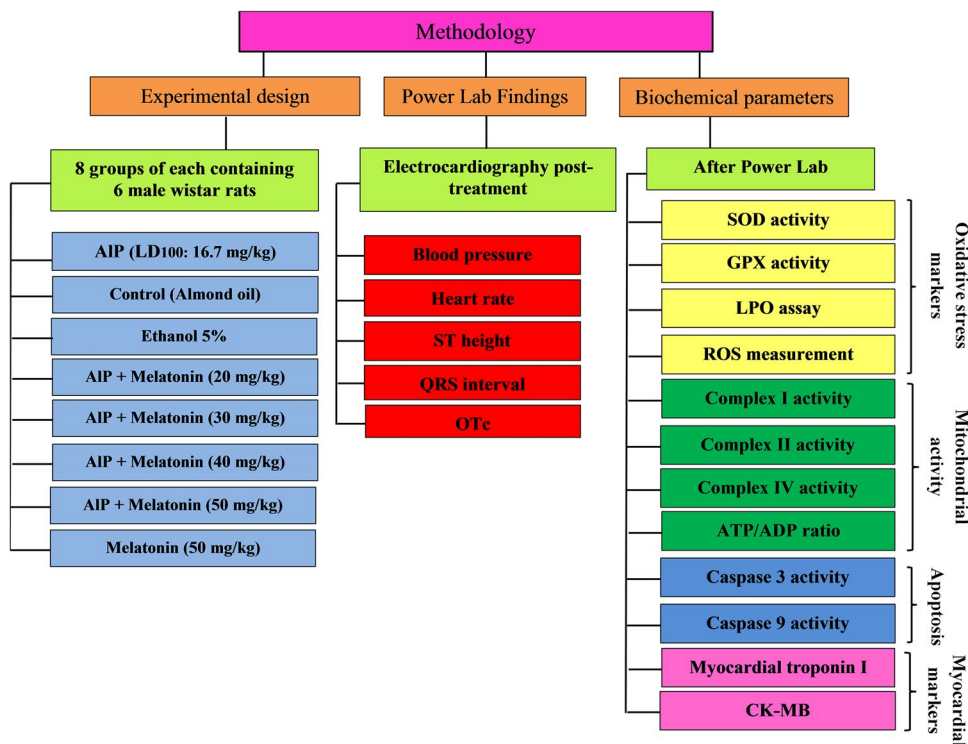 Methodology
Experimental design
Power Lab Findings
Biochemical parameters
8 groups of each containing
6 male wistar rats
AlP (LD100: 16.7 mg/kg)
Control (Almond oil)
Ethanol 5%
AlP + Melatonin (20 mg/kg)
AlP + Melatonin (30 mg/kg)
AlP + Melatonin (40 mg/kg)
AlP + Melatonin (50 mg/kg)
Melatonin (50 mg/kg)
Electrocardiography post-
treatment
Blood pressure
Heart rate
ST height
QRS interval
OTc
After Power Lab
SOD activity
GPX activity
LPO assay
ROS measurement
Complex I activity
Complex II activity
Complex IV activity
ATP/ADP ratio
Caspase 3 activity
Caspase 9 activity
Myocardial troponin I
CK-MB
Oxidative stress
markers
Mitochondrial
activity
Apoptosis
Myocardial
markers